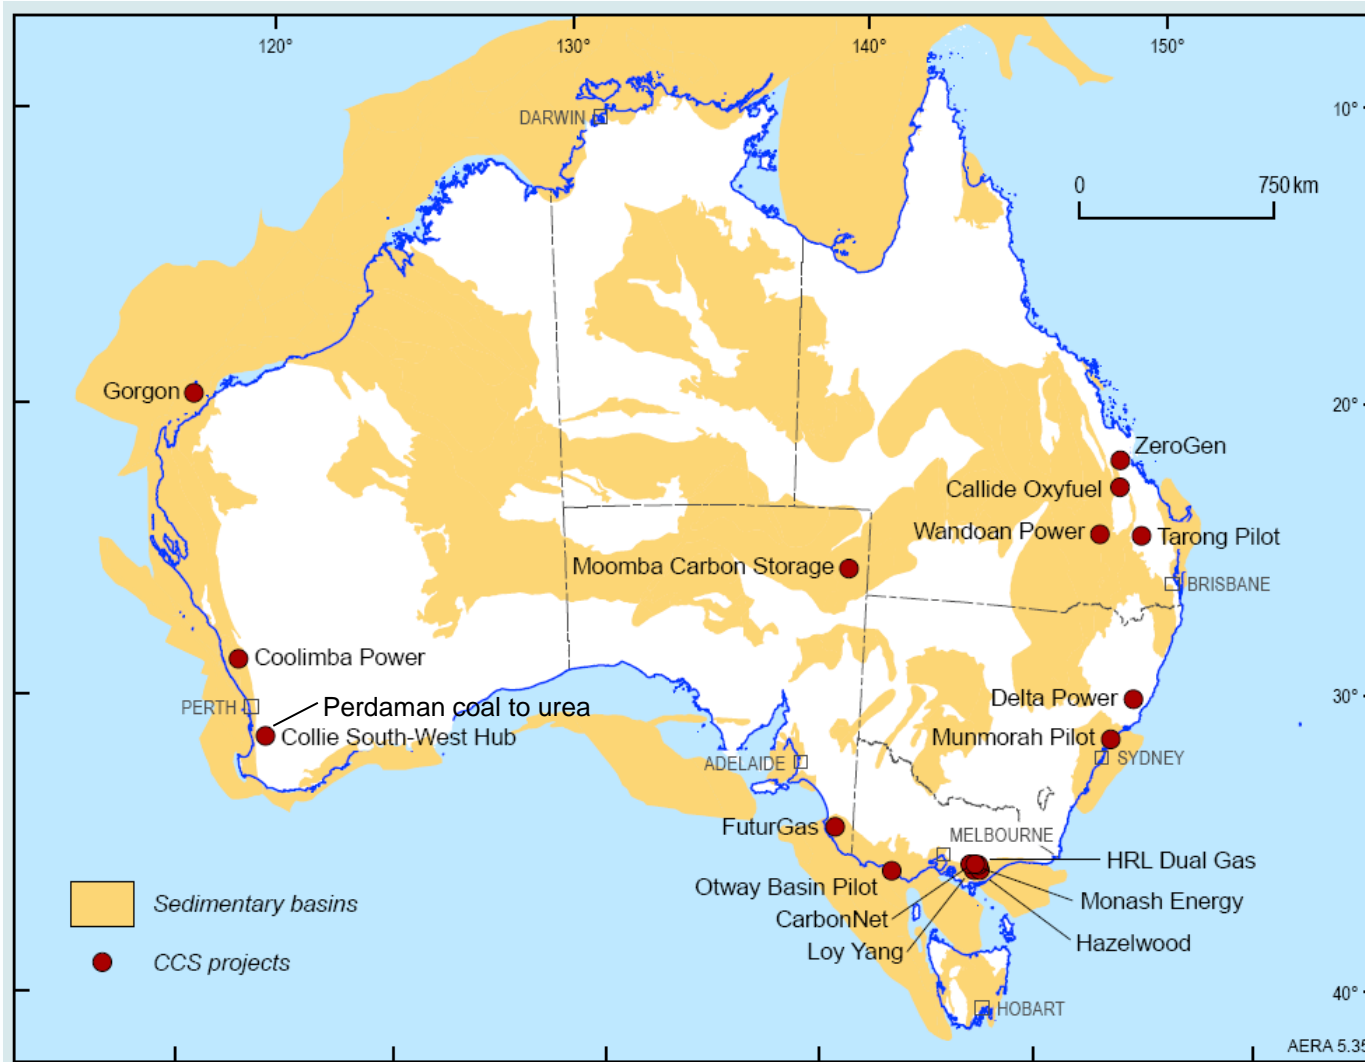 120°
130°
140°
150°
10°
DARWIN
0
750 km
Gorgon
20°
ZeroGen
Callide Oxyfuel
Wandoan Power
Tarong Pilot
Moomba Carbon Storage
BRISBANE
Coolimba Power
Perdaman coal to urea
PERTH
Collie South-West Hub
Delta Power
30°
Munmorah Pilot
SYDNEY
ADELAIDE
FuturGas
MELBOURNE
HRL Dual Gas
Otway Basin Pilot
Monash Energy
CarbonNet
Hazelwood
Loy Yang
Sedimentary basins
CCS projects
40°
HOBART
AERA 5.35